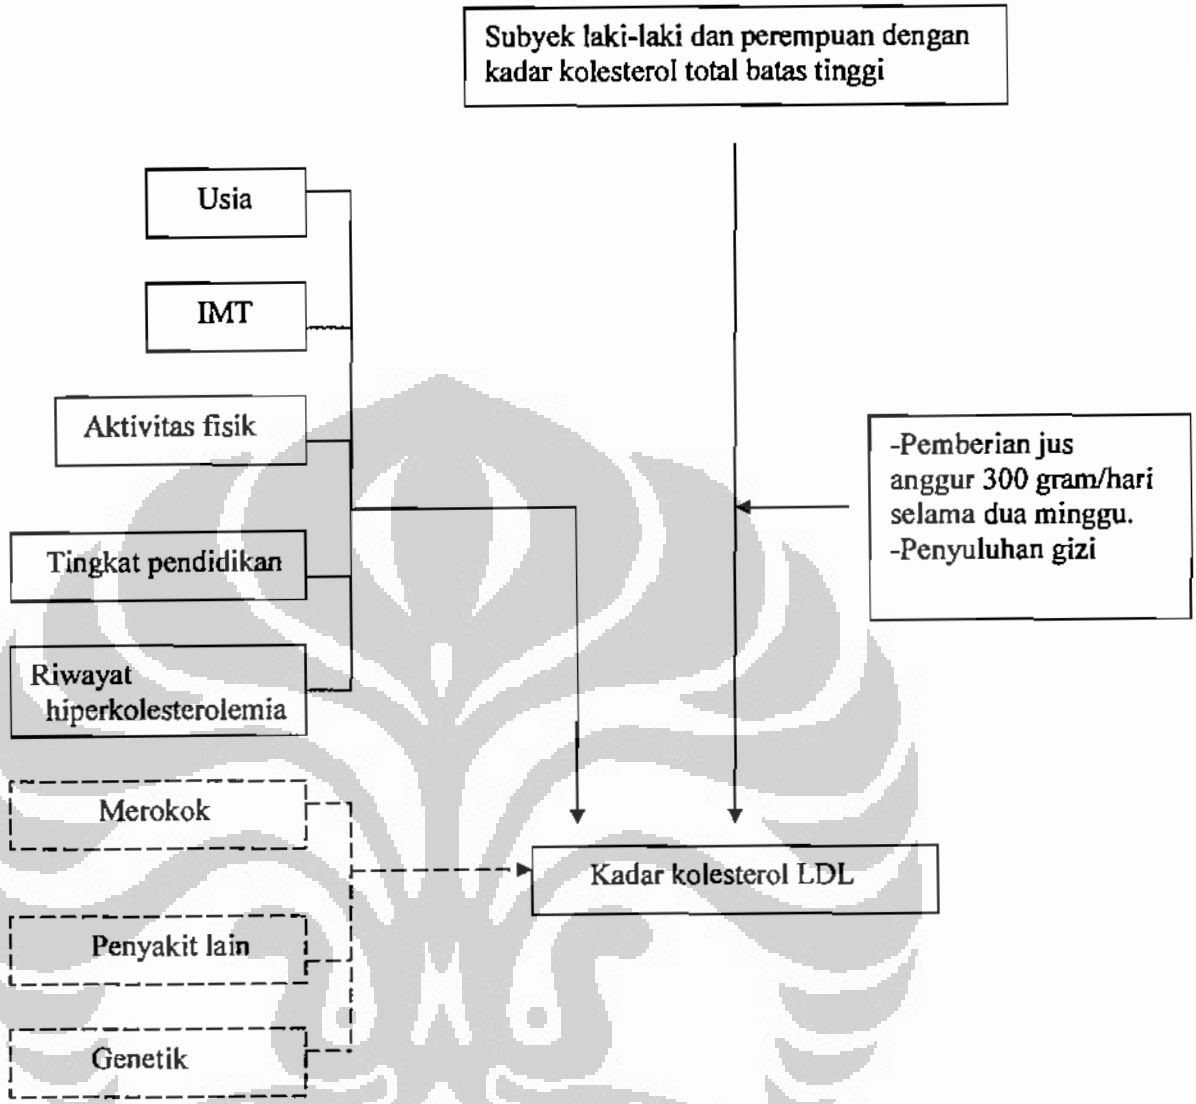 Subyek laki-laki dan perempuan dengan
kadar kolesterol total batas tinggi
Usia
IMT
Aktivitas fisik
-Pemberian jus
anggur 300 gram/hari
selama dua minggu.
-Penyuluhan gizi
Tingkat pendidikan
Riwayat
hiperkolesterolemia
Merokok
Kadar kolesterol LDL
Penyakit lain
Genetik